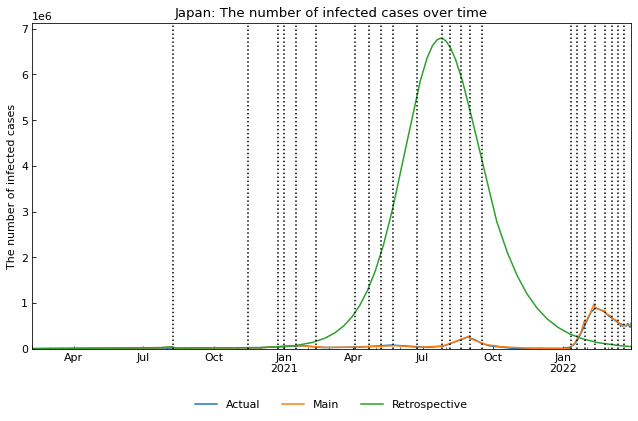 Japan: The number of infected cases over time
1e6
The number of infected cases
7
6
5
4
3
2
1
0
Apr Jul Oct Jan Apr Jul Oct Jan
2021 2022
Actual Main Retrospective